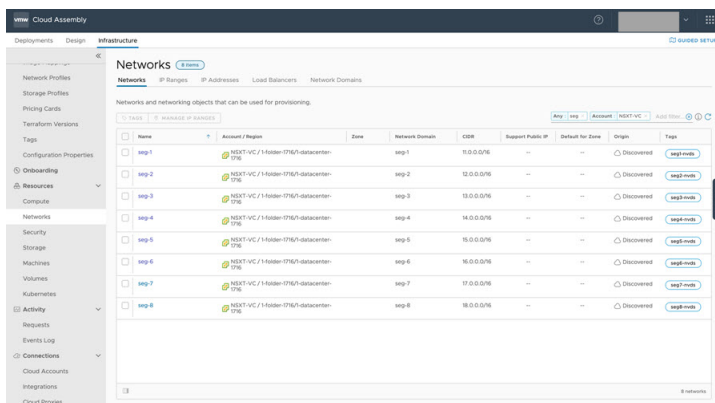 vmw Cloud Assembly
Deployments Design Infrastructure GUIDED SETUP
Network Profiles
Storage Profiles
Pricing Cards
Terraform Versions
Tags
Configuration Properties
Onboarding
Resources
Compute
Networks
Security
Storage
Machines
Volumes
Kubernetes
Activity
Requests
Events Log
Connections
Cloud Accounts
Integrations
Cloud Proxies
Networks 8 items
Networks IP Ranges IP Addresses Load Balancers Network Domains
Networks and networking objects that can be used for provisioning.
TAGS MANAGE IP RANGES Any seg Account NSXT-VC Add filter...
Name Account / Region Zone Network Domain CIDR Support Public IP Default for Zone Origin Tags
seg-1 NSXT-VC / 1-folder-1716/1-datacenter- seg-1 11.0.0.0/16 -- -- Discovered seg1-nvds
1716
seg-2 NSXT-VC / 1-folder-1716/1-datacenter- seg-2 12.0.0.0/16 -- -- Discovered seg2-nvds
1716
seg-3 NSXT-VC / 1-folder-1716/1-datacenter- seg-3 13.0.0.0/16 -- -- Discovered seg3-nvds
1716
seg-4 NSXT-VC / 1-folder-1716/1-datacenter- seg-4 14.0.0.0/16 -- -- Discovered seg4-nvds
1716
seg-5 NSXT-VC / 1-folder-1716/1-datacenter- seg-5 15.0.0.0/16 -- -- Discovered seg5-nvds
1716
seg-6 NSXT-VC / 1-folder-1716/1-datacenter- seg-6 16.0.0.0/16 -- -- Discovered seg6-nvds
1716
seg-7 NSXT-VC / 1-folder-1716/1-datacenter- seg-7 17.0.0.0/16 -- -- Discovered seg7-nvds
1716
seg-8 NSXT-VC / 1-folder-1716/1-datacenter- seg-8 18.0.0.0/16 -- -- Discovered seg8-nvds
1716
8 networks